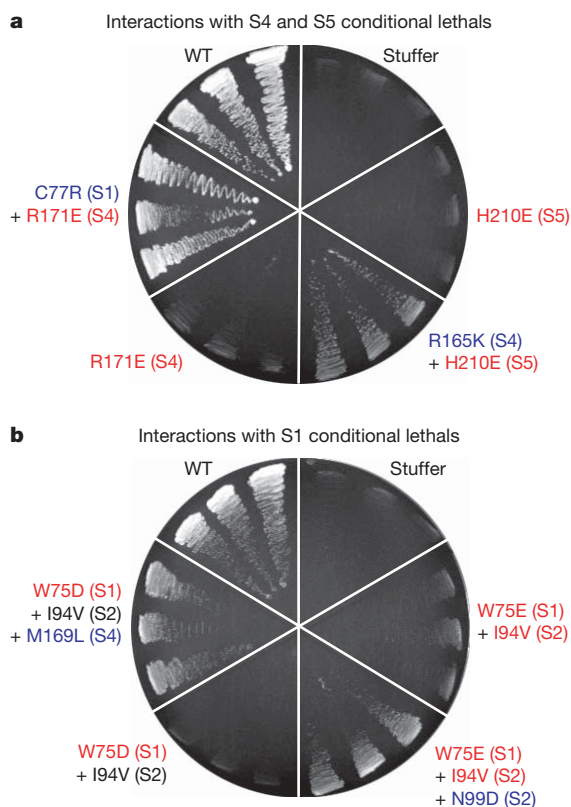 a Interactions with S4 and S5 conditional lethals
WT
Stuffer
C77R (S1)
+ R171E (S4)
H210E (S5)
R171E (S4)
R165K (S4)
+ H210E (S5)
b Interactions with S1 conditional lethals
WT
Stuffer
W75D (S1)
+ I94V (S2)
+ M169L (S4)
W75E (S1)
+ I94V (S2)
W75D (S1)
+ I94V (S2)
W75E (S1)
+ I94V (S2)
+ N99D (S2)